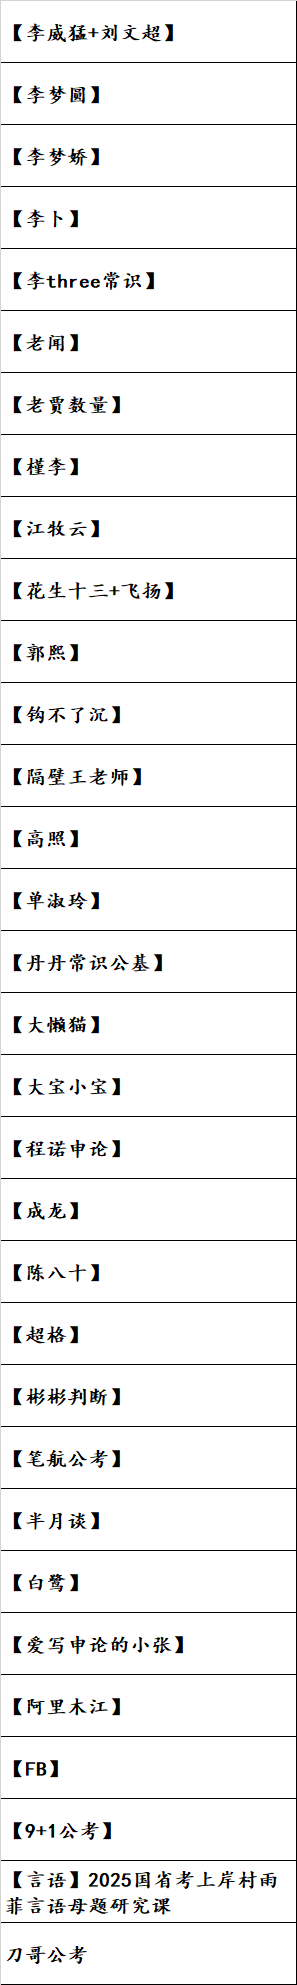 【李威猛+刘文超】
【李梦圆】
【李梦娇】
【李卜】
【李three常识】
【老闻】
【老贾数量】
【槿李】
【江牧云】
【花生十三+飞扬】
【郭熙】
【钩不了沉】
【隔壁王老师】
【高照】
【单淑玲】
【丹丹常识公基】
【大懒猫】
【大宝小宝】
【程诺申论】
【成龙】
【陈八十】
【超格】
【彬彬判断】
【笔航公考】
【半月谈】
【白鹭】
【爱写申论的小张】
【阿里木江】
【FB】
【9+1公考】
【言语】2025国省考上岸村雨
菲言语母题研究课
刀哥公考